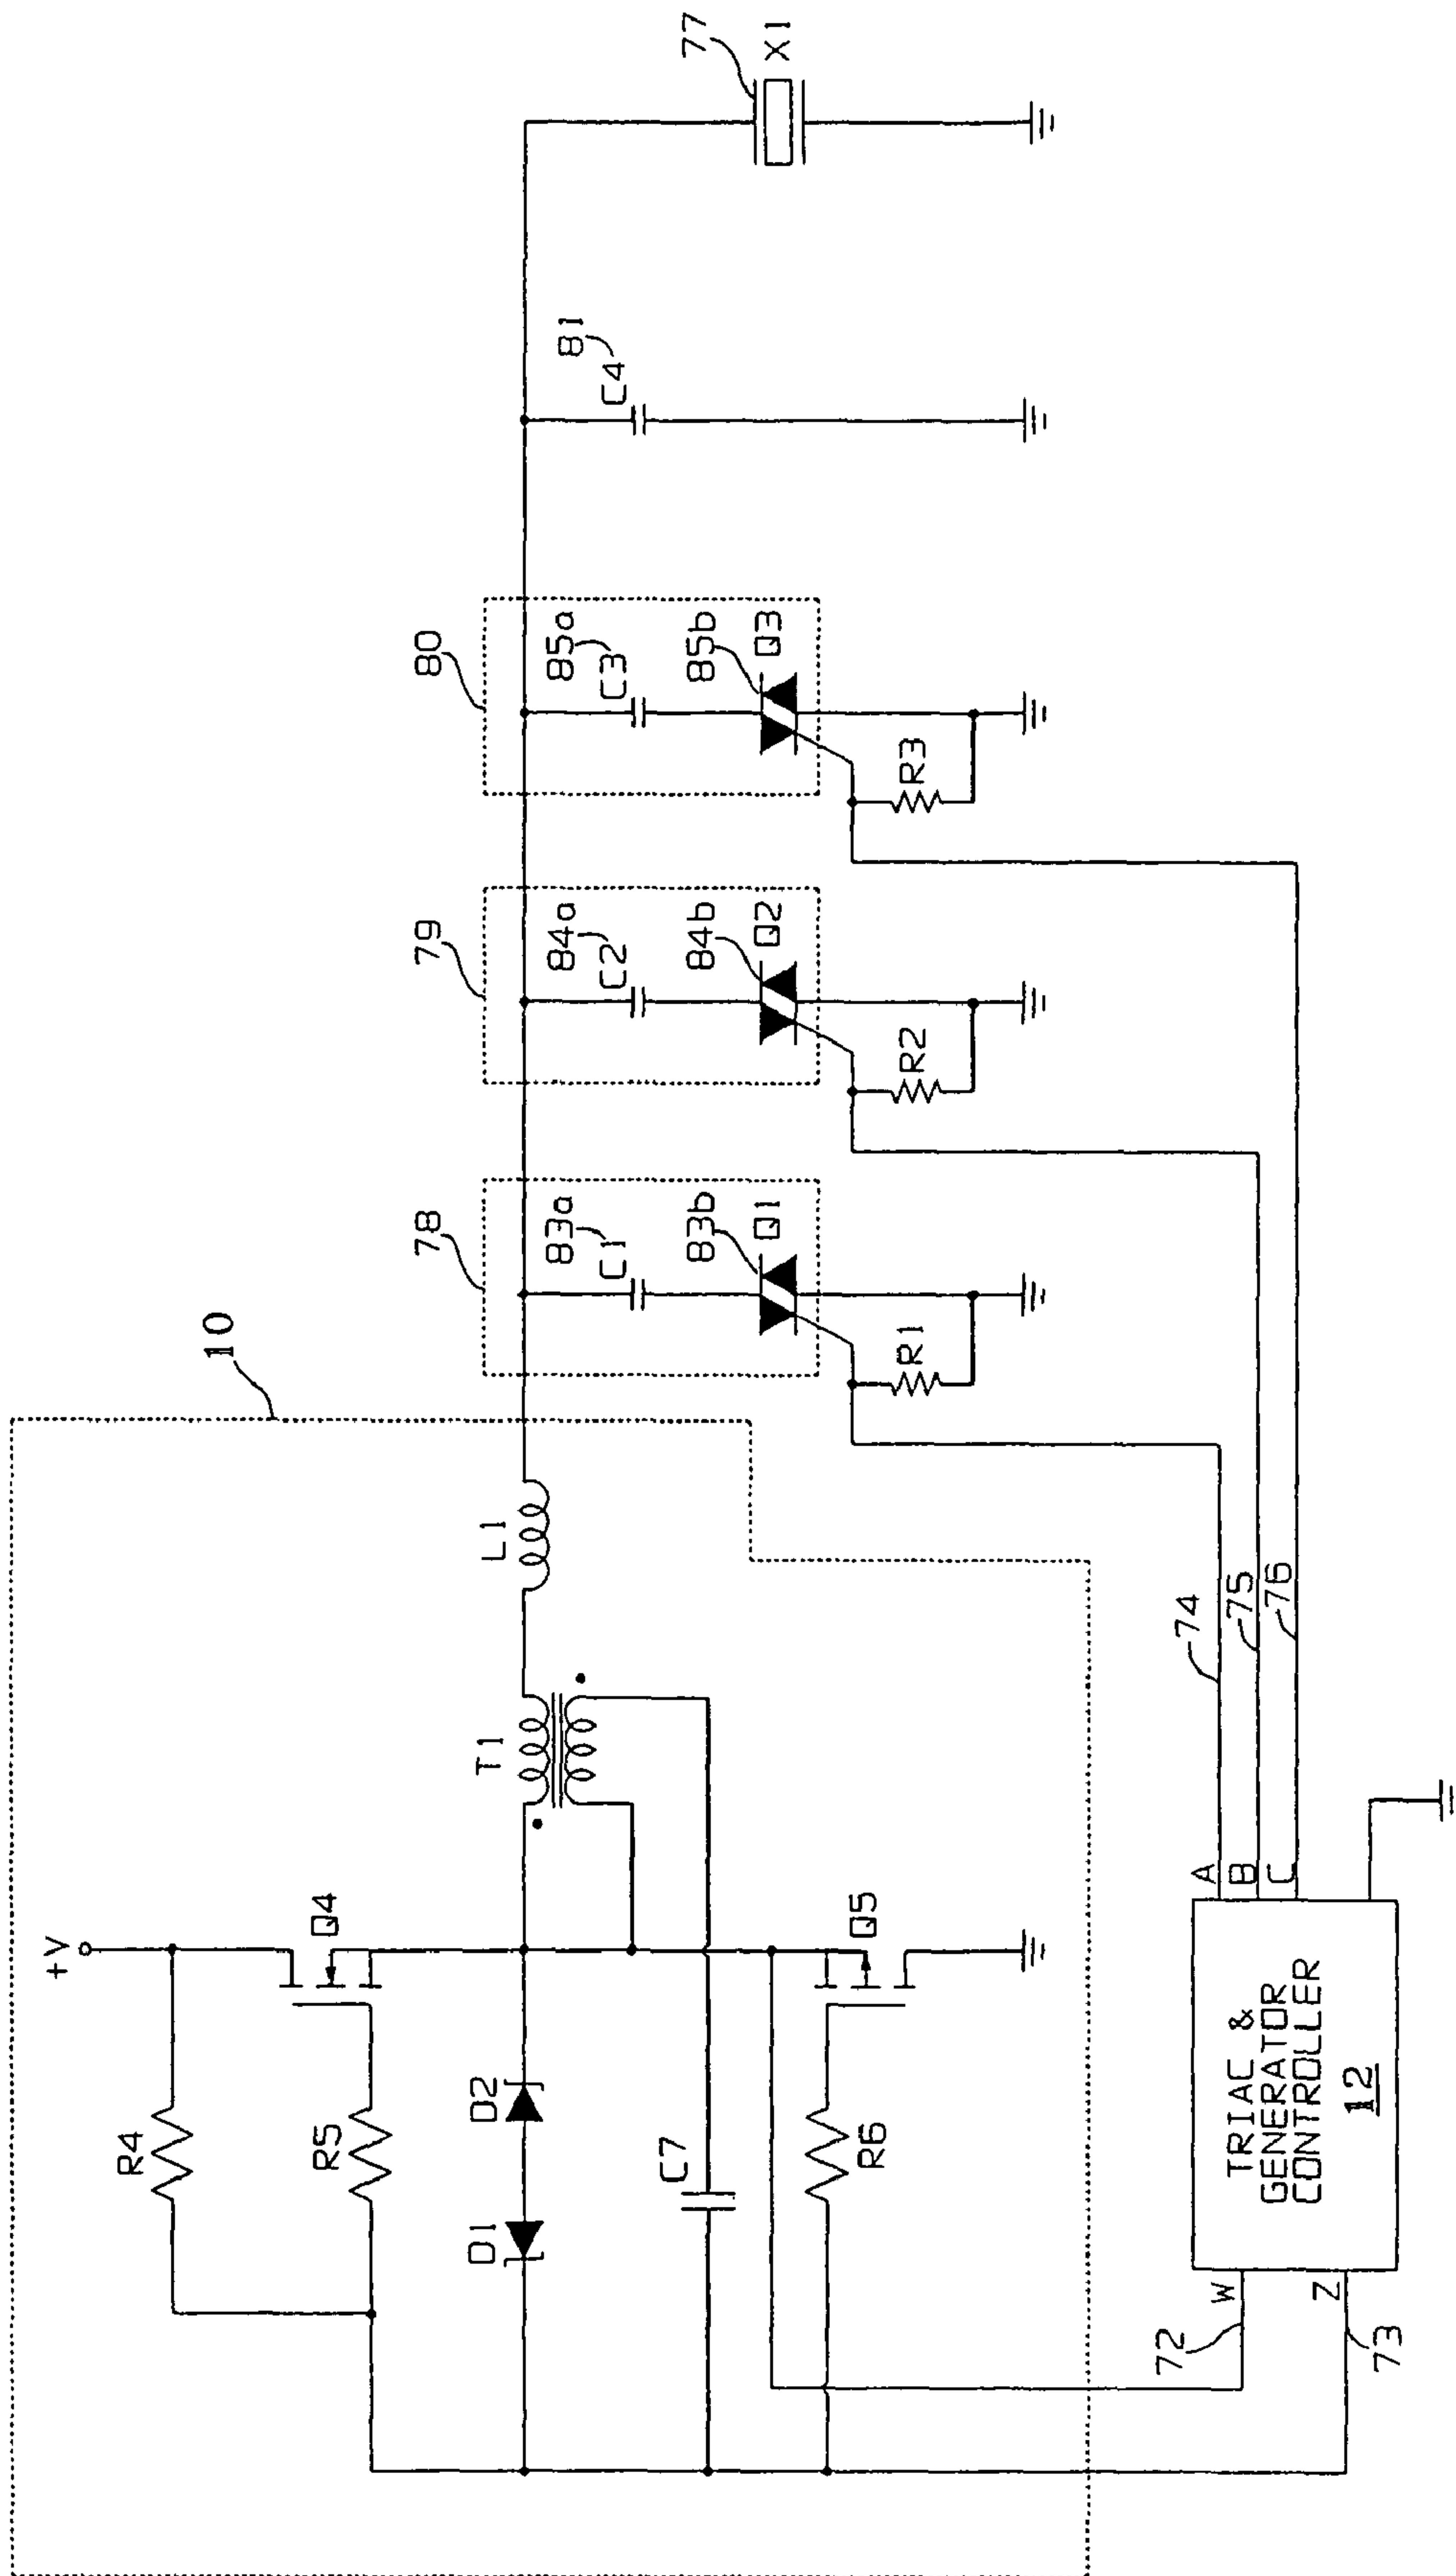 10
+V
R4
Q4
R5
D1
D2
T1
L1
C7
R6
Q5
78
83a
C1
83b
Q1
R1
79
84a
C2
84b
Q2
R2
80
85a
C3
85b
Q3
R3
81
C4
77
X1
72
W
73
Z
TRIAC &
GENERATOR
CONTROLLER
12
A
B
C
74
75
76